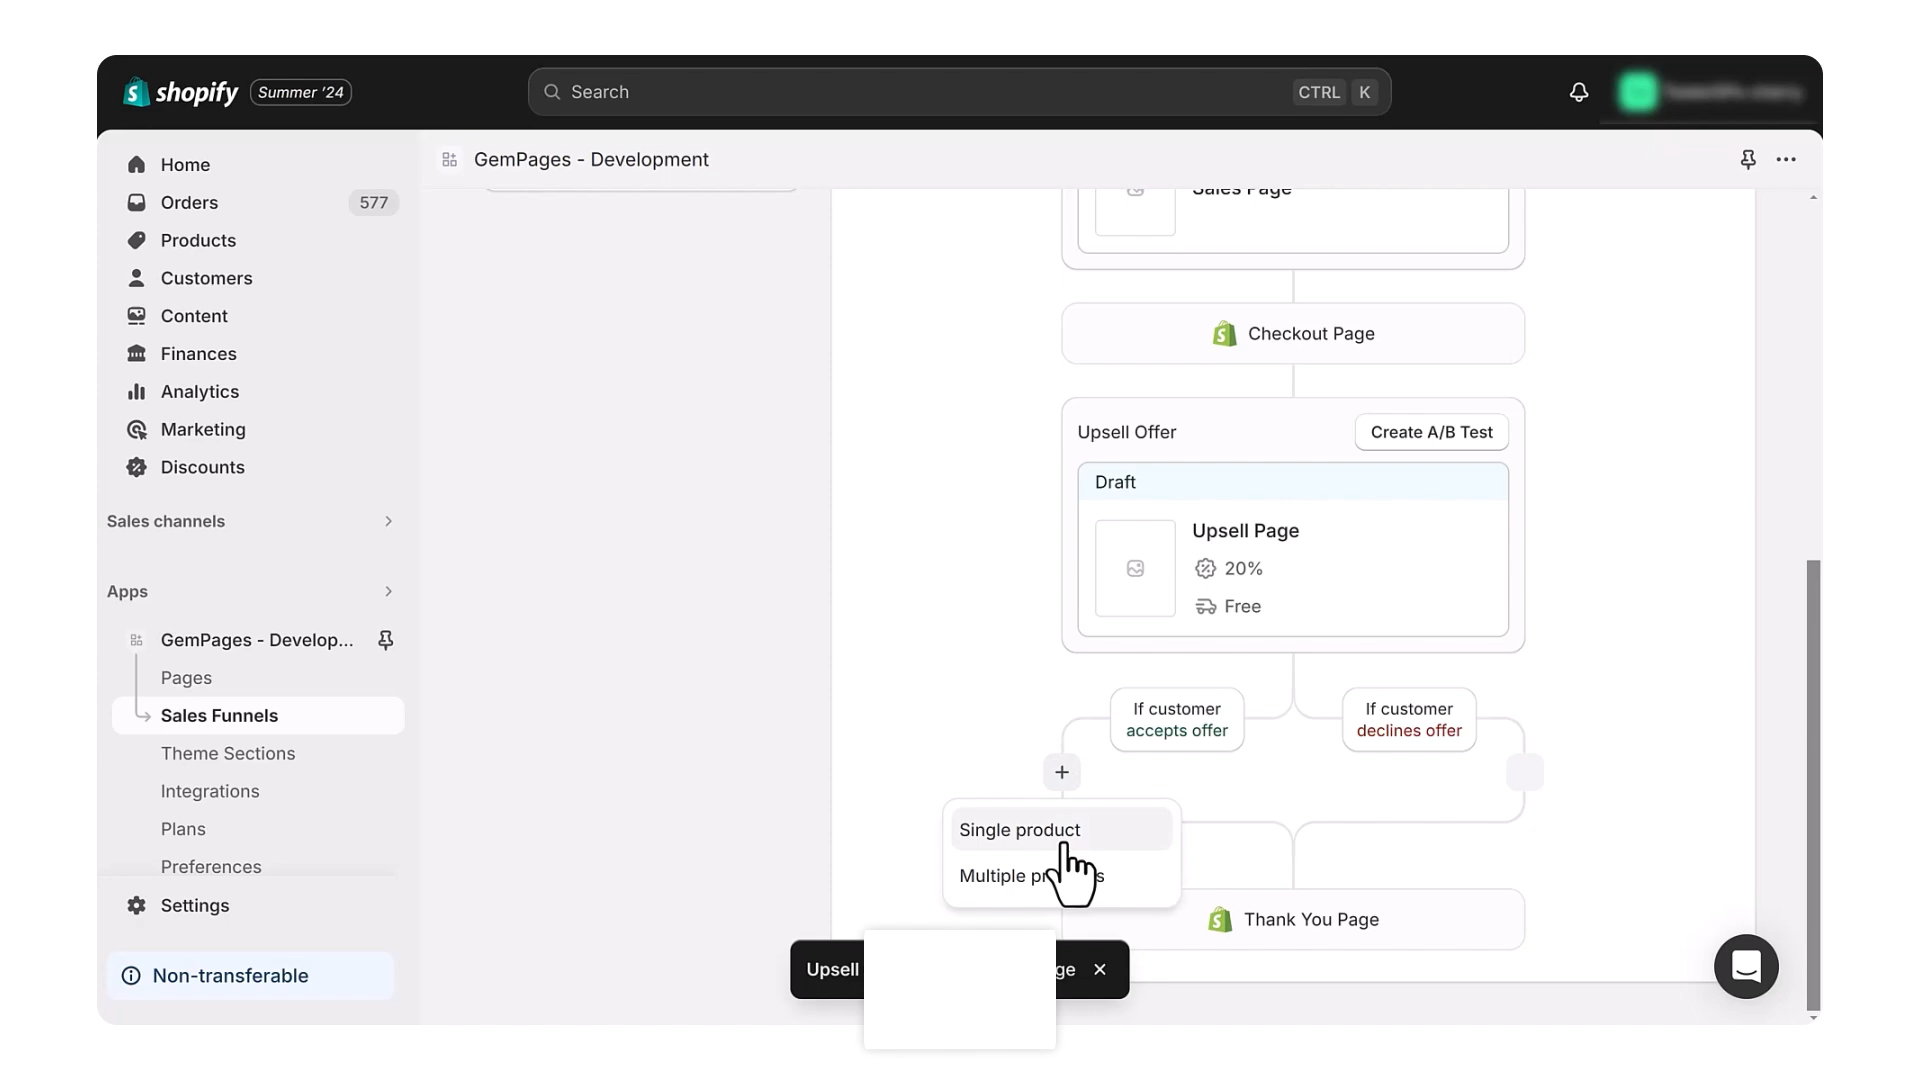 shopify Summer '24
Search CTRL K
Home
Orders 577
Products
Customers
Content
Finances
Analytics
Marketing
Discounts
Sales channels
Apps
GemPages - Develop...
Pages
Sales Funnels
Theme Sections
Integrations
Plans
Preferences
Settings
Non-transferable
GemPages - Development
Sales Page
Checkout Page
Upsell Offer
Create A/B Test
Draft
Upsell Page
20%
Free
If customer
accepts offer
If customer
declines offer
Single product
Multiple
Thank You Page
Upsell